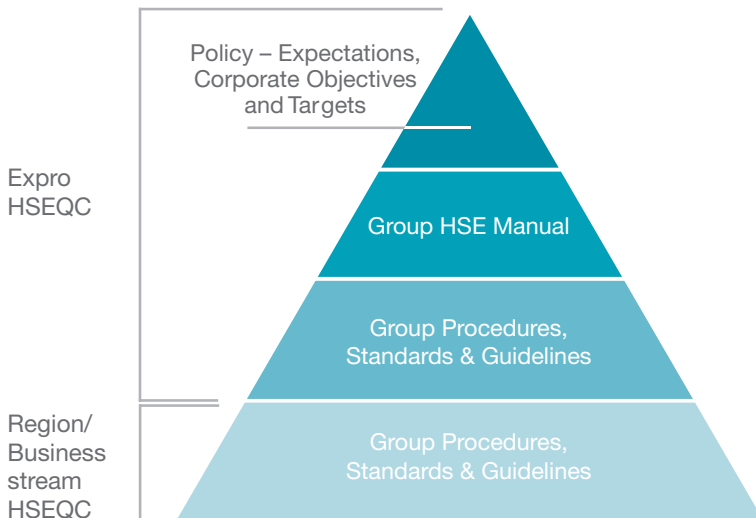 Policy – Expectations,
Corporate Objectives
and Targets
Expro
HSEQC
Group HSE Manual
Group Procedures,
Standards & Guidelines
Region/
Business
stream
HSEQC
Group Procedures,
Standards & Guidelines